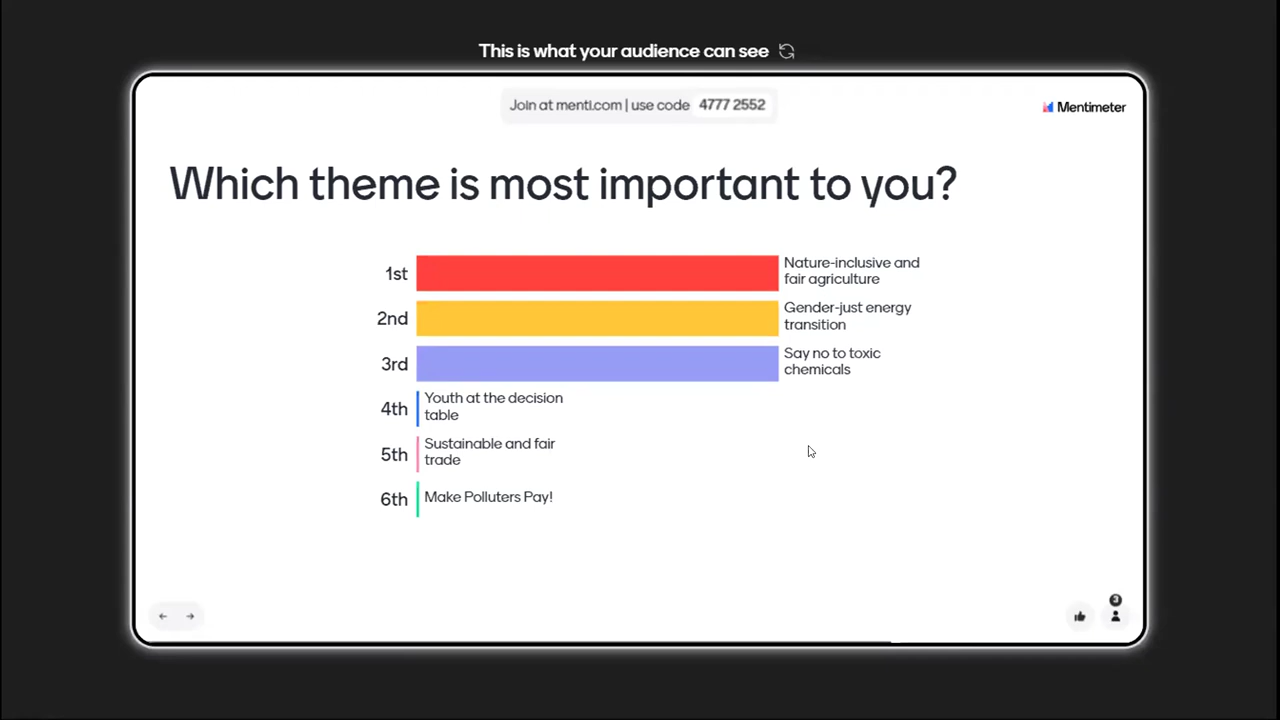 This is what your audience can see
Join at menti.com | use code 4777 2552
Mentimeter
Which theme is most important to you?
1st
Nature-inclusive and
fair agriculture
2nd
Gender-just energy
transition
3rd
Say no to toxic
chemicals
4th
Youth at the decision
table
5th
Sustainable and fair
trade
6th
Make Polluters Pay!
3